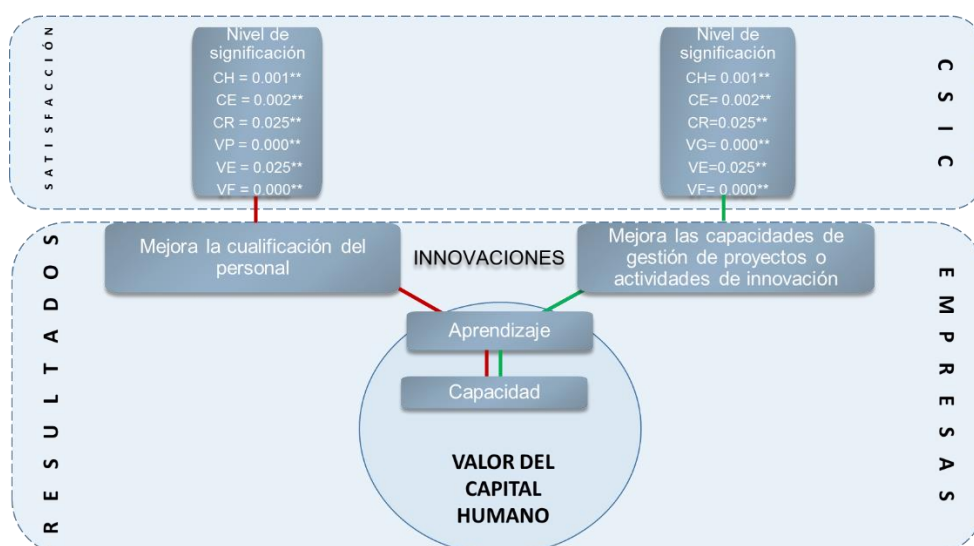 SATISFACCIÓN
Nivel de
significación
CH = 0.001**
CE = 0.002**
CR = 0.025**
VP = 0.000**
VE = 0.025**
VF = 0.000**
Nivel de
significación
CH= 0.001**
CE= 0.002**
CR=0.025**
VG= 0.000**
VE=0.025**
VF= 0.000**
CSIC
RESULTADOS
Mejora la cualificación del
personal
INNOVACIONES
Mejora las capacidades de
gestión de proyectos o
actividades de innovación
EMPRESAS
Aprendizaje
Capacidad
VALOR DEL
CAPITAL
HUMANO